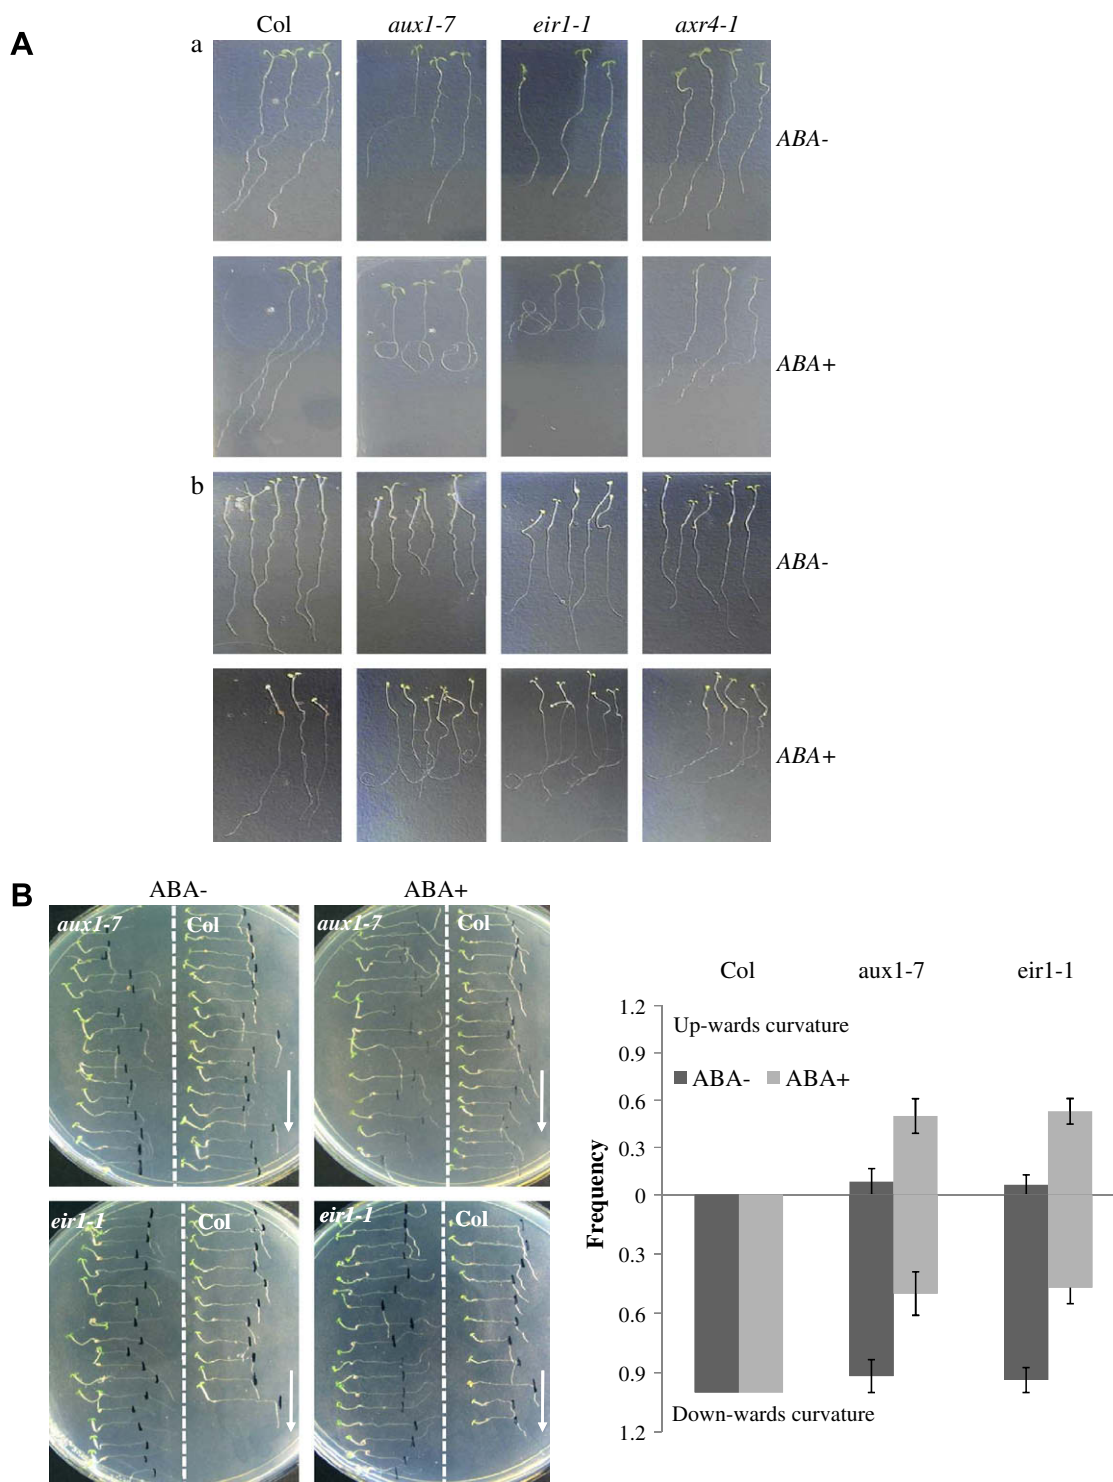 A
Col aux1-7 eir1-1 axr4-1
a
ABA-
ABA+
b
ABA-
ABA+
B
ABA- ABA+
aux1-7 Col
aux1-7 Col
eir1-1 Col
eir1-1 Col
Col aux1-7 eir1-1
1.2
Up-wards curvature
0.9
ABA- ABA+
0.6
0.3
0
Frequency
0.3
0.6
0.9
Down-wards curvature
1.2